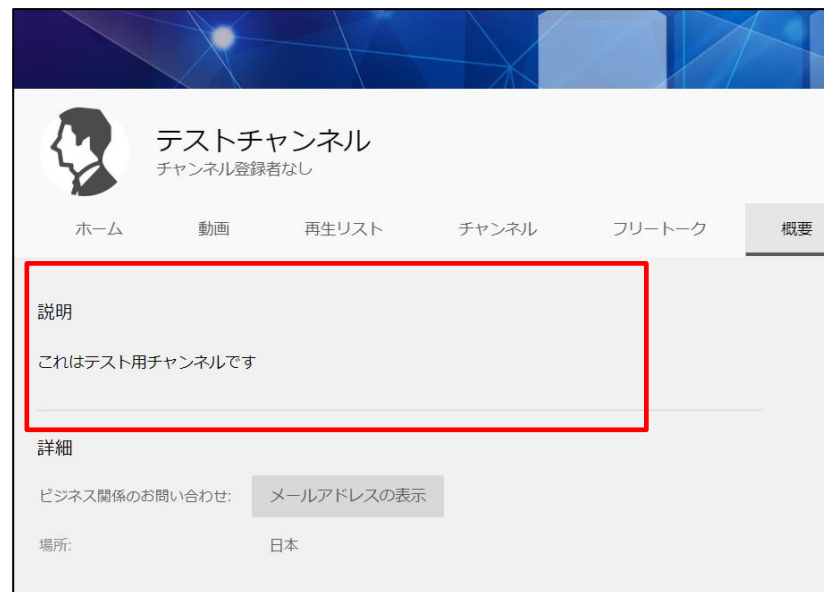 テストチャンネル
チャンネル登録者なし
ホーム 動画 再生リスト チャンネル フリートーク 概要
説明
これはテスト用チャンネルです
詳細
ビジネス関係のお問い合わせ: メールアドレスの表示
場所: 日本